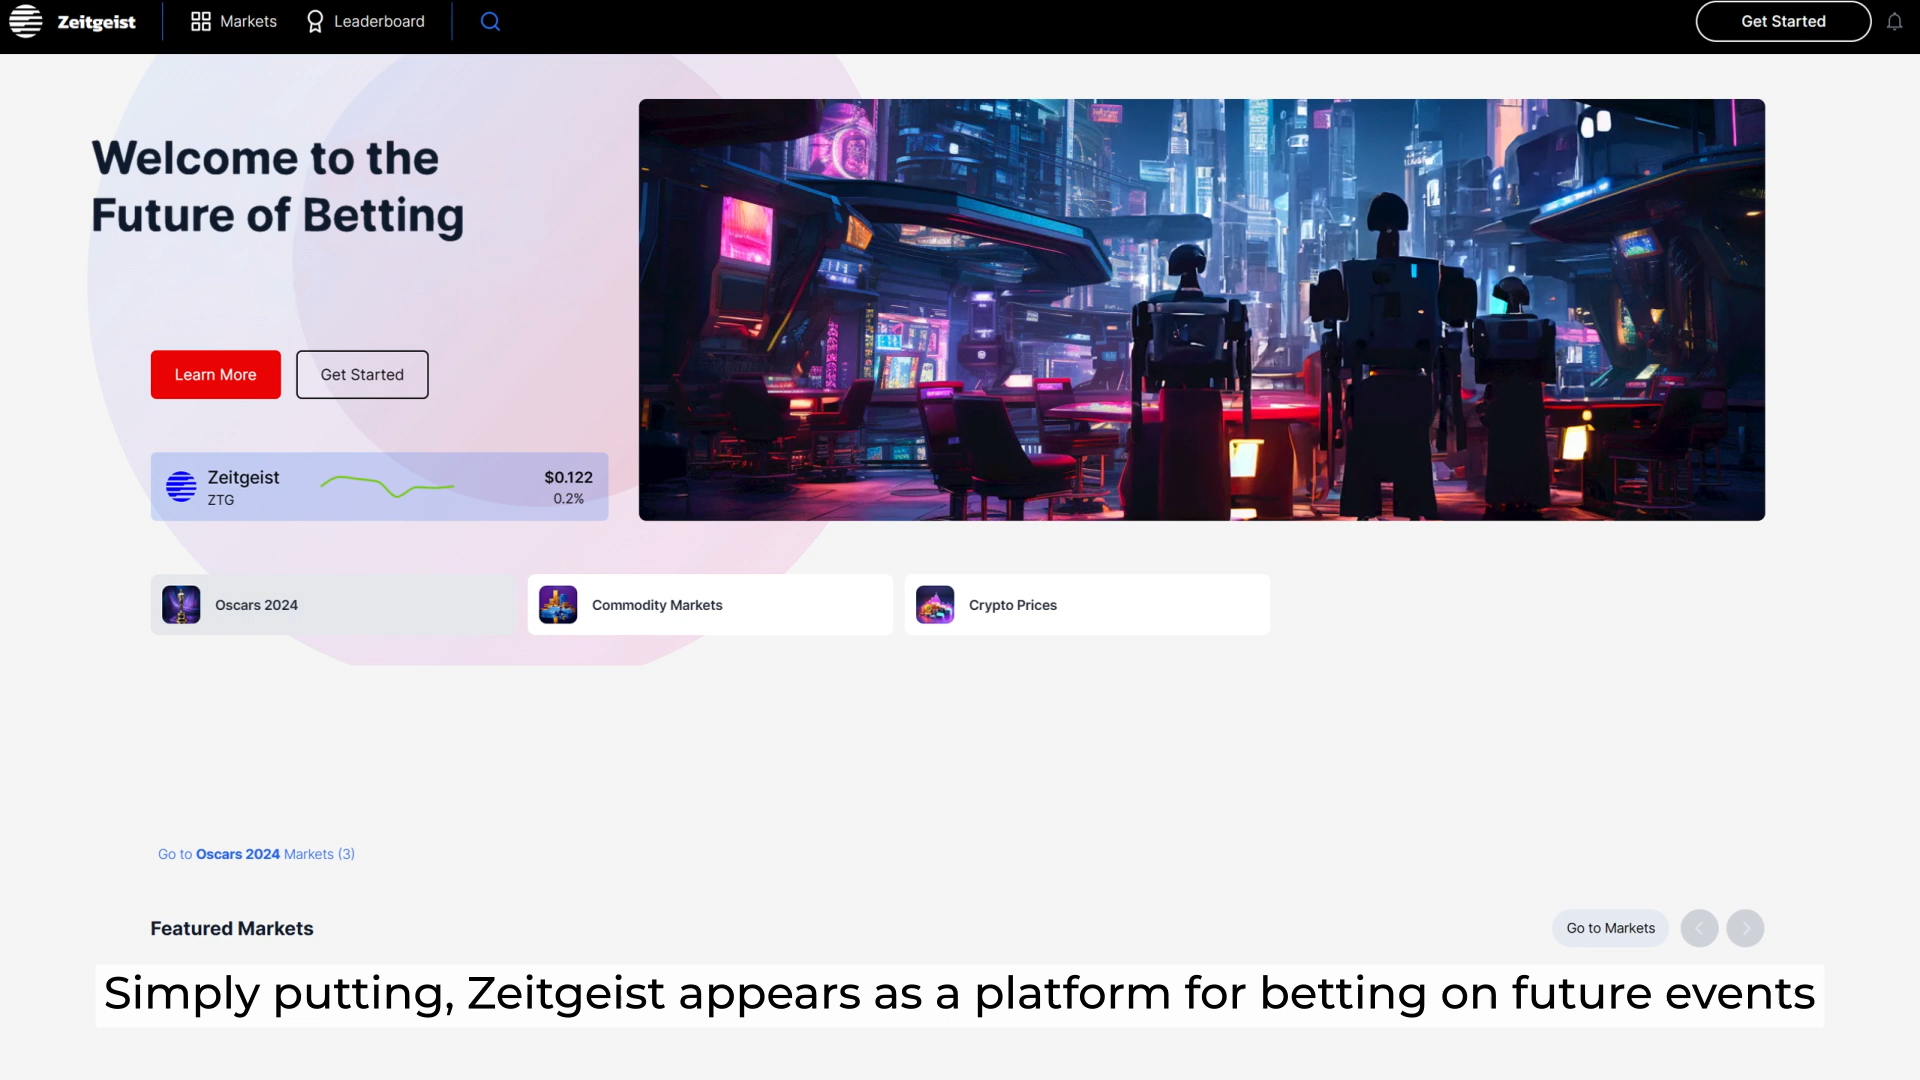 Zeitgeist
Markets
Leaderboard
Get Started
Welcome to the
Future of Betting
Learn More
Get Started
Zeitgeist
ZTG
$0.122
0.2%
Oscars 2024
Commodity Markets
Crypto Prices
Go to Oscars 2024 Markets (3)
Featured Markets
Go to Markets
Simply putting, Zeitgeist appears as a platform for betting on future events